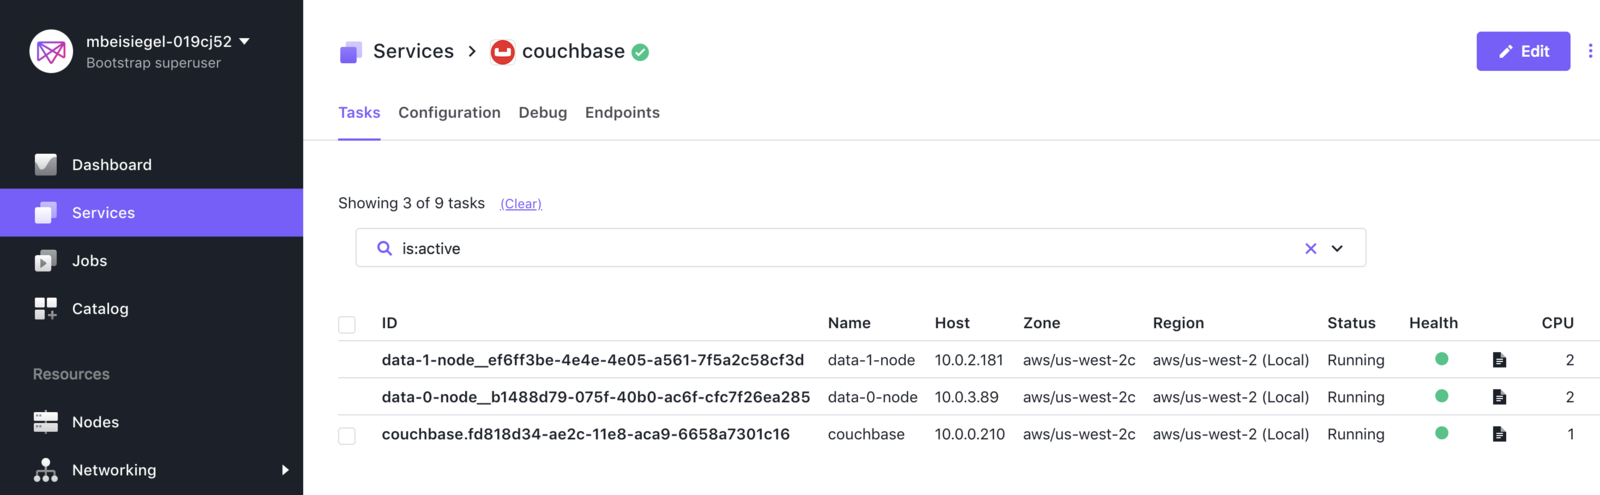 mbeisiegel-019cj52
Bootstrap superuser
Dashboard
Services
Jobs
Catalog
Resources
Nodes
Networking
Services > couchbase
Edit
Tasks Configuration Debug Endpoints
Showing 3 of 9 tasks (Clear)
is:active
ID Name Host Zone Region Status Health CPU
data-1-node__ef6ff3be-4e4e-4e05-a561-7f5a2c58cf3d data-1-node 10.0.2.181 aws/us-west-2c aws/us-west-2 (Local) Running 2
data-0-node__b1488d79-075f-40b0-ac6f-cfc7f26ea285 data-0-node 10.0.3.89 aws/us-west-2c aws/us-west-2 (Local) Running 2
couchbase.fd818d34-ae2c-11e8-aca9-6658a7301c16 couchbase 10.0.0.210 aws/us-west-2c aws/us-west-2 (Local) Running 1